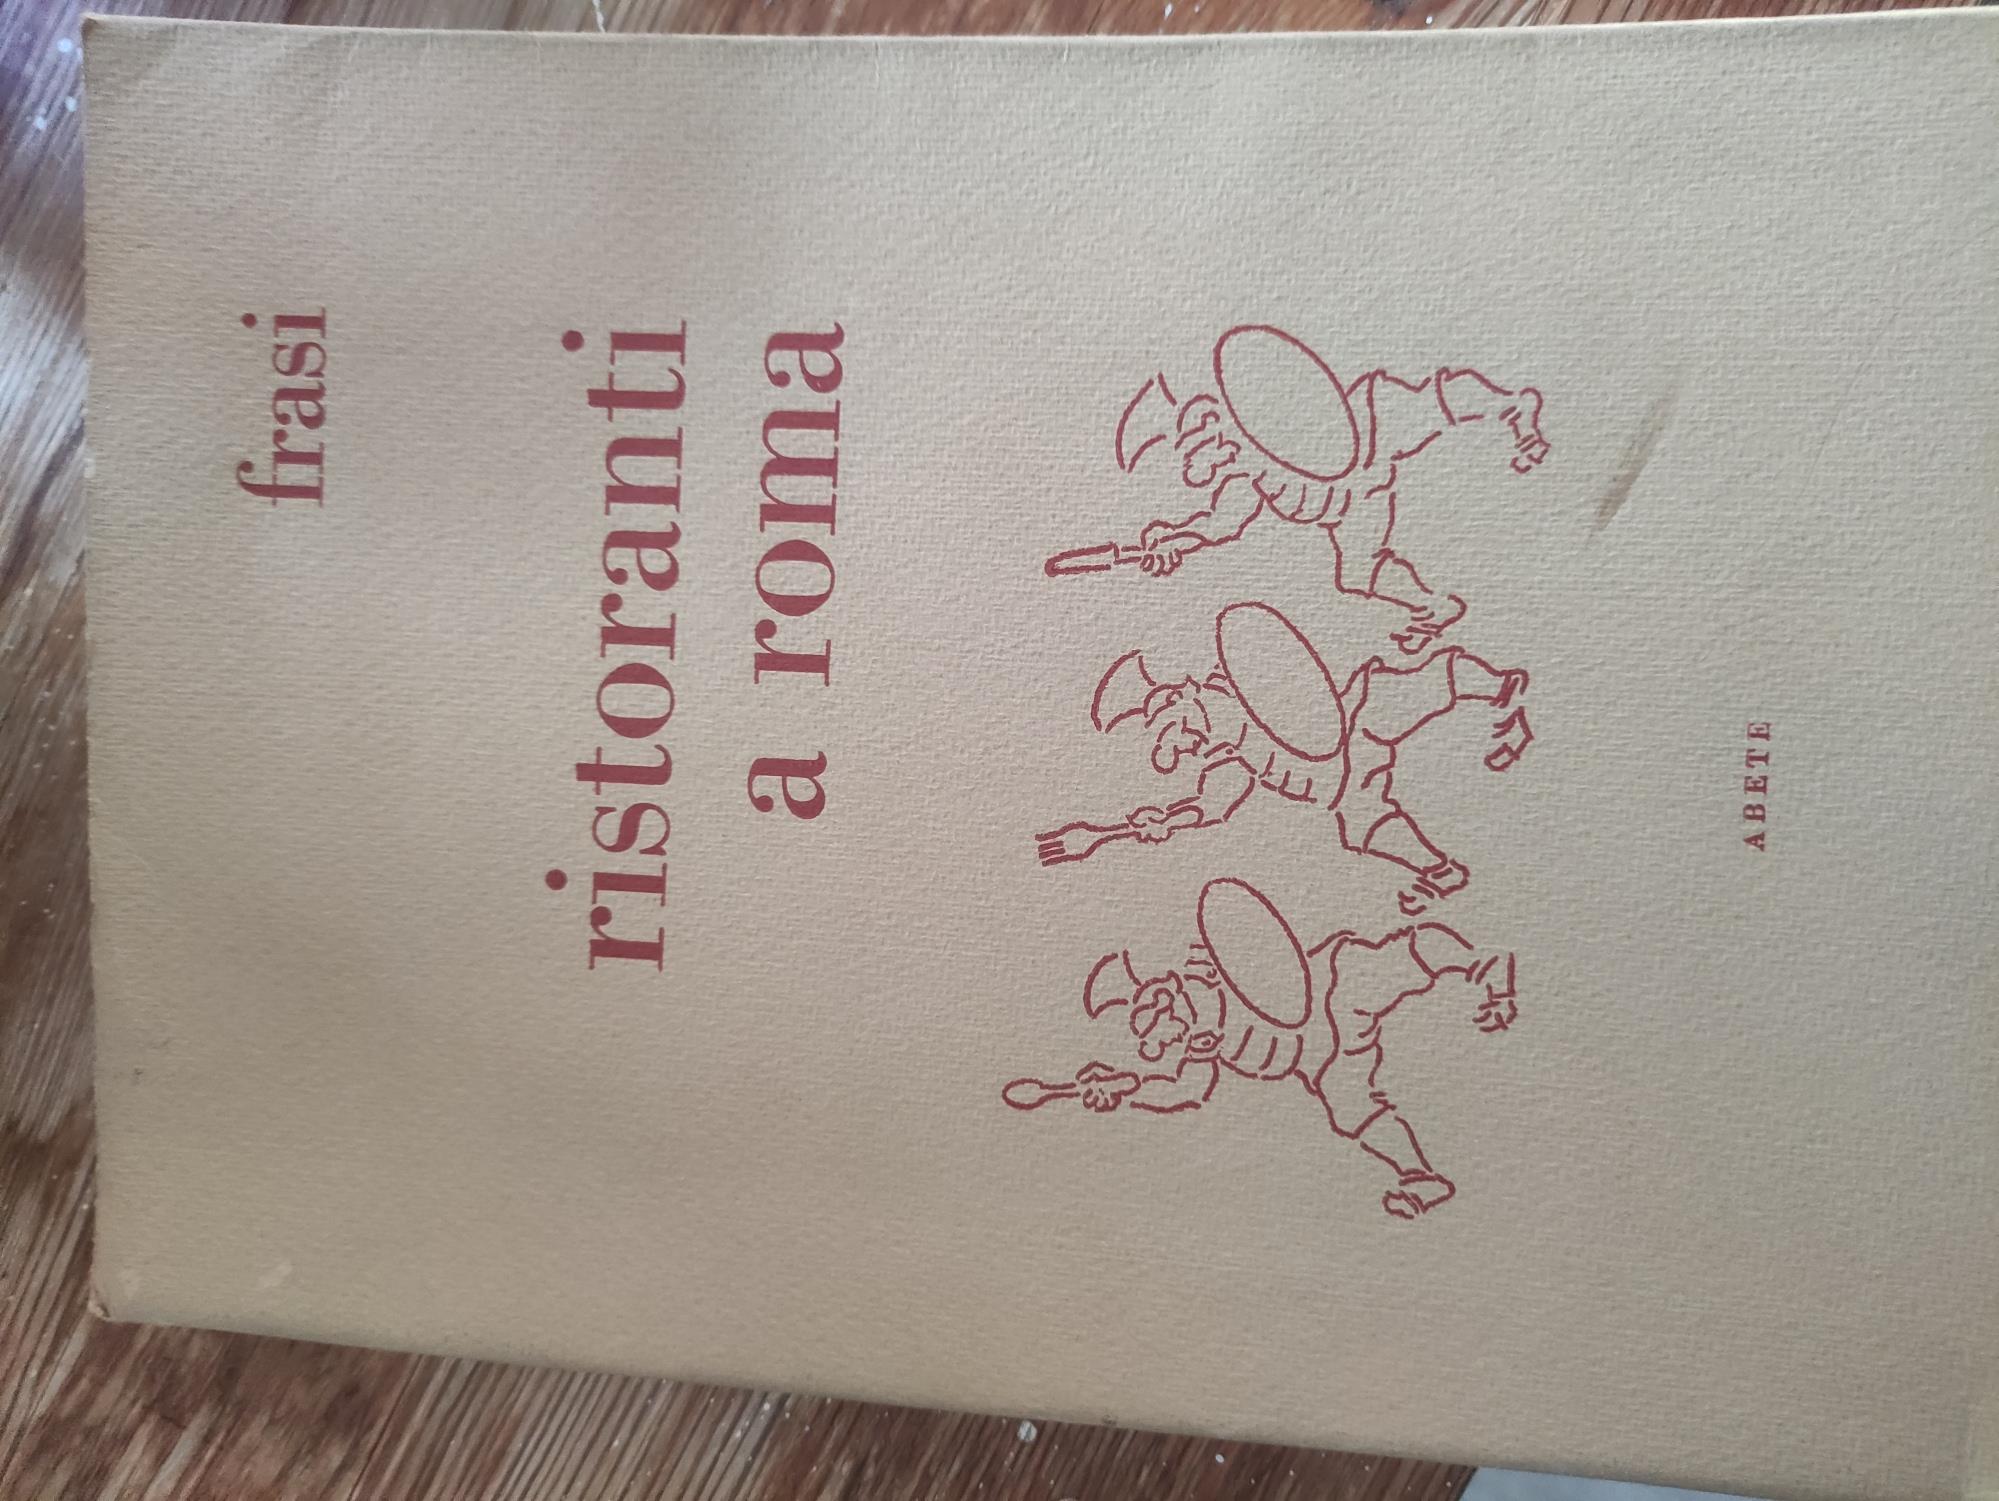 frasi
ristoranti
a roma
ABETE